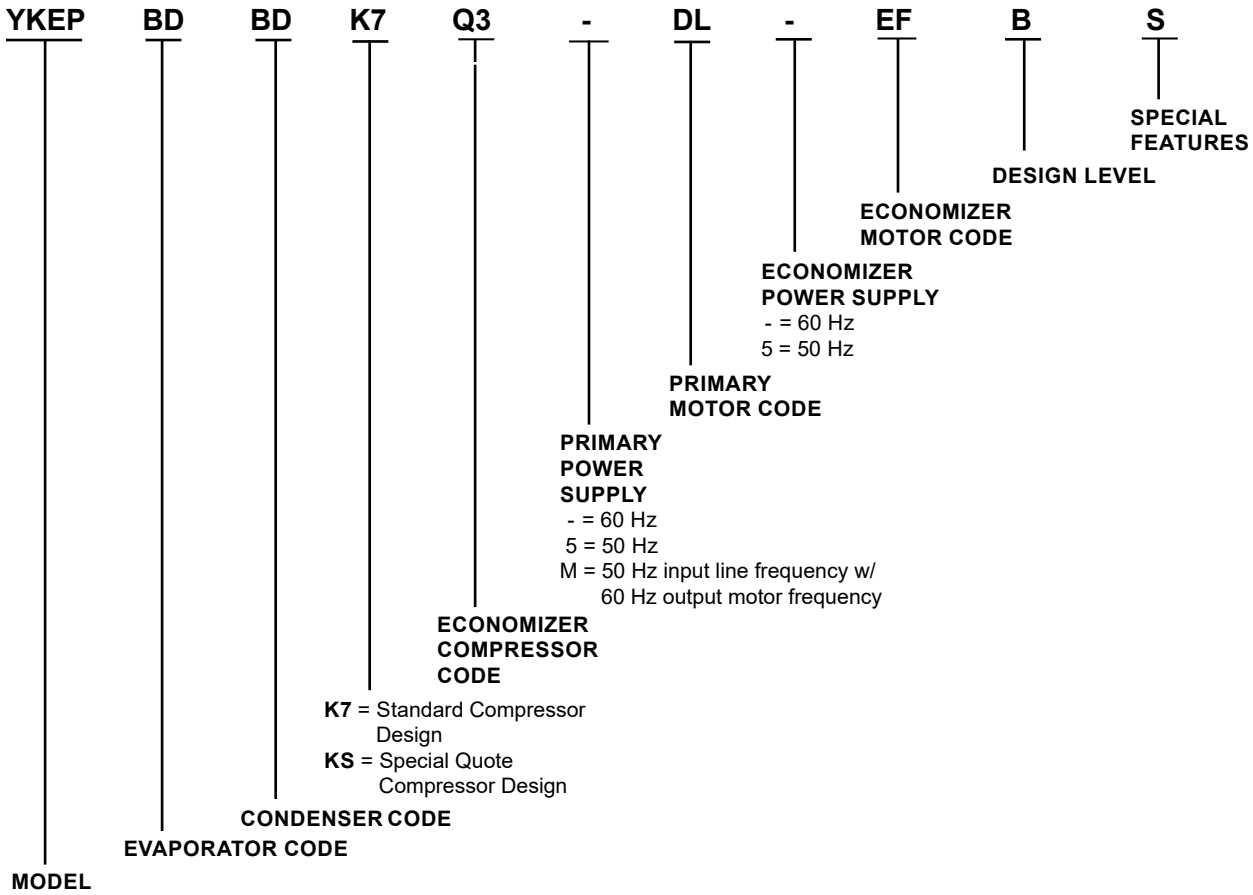 YKEP BD BD K7 Q3 - DL - EF B S
SPECIAL
FEATURES
DESIGN LEVEL
ECONOMIZER
MOTOR CODE
ECONOMIZER
POWER SUPPLY
- = 60 Hz
5 = 50 Hz
PRIMARY
MOTOR CODE
PRIMARY
POWER
SUPPLY
- = 60 Hz
5 = 50 Hz
M = 50 Hz input line frequency w/
60 Hz output motor frequency
ECONOMIZER
COMPRESSOR
CODE
K7 = Standard Compressor
Design
KS = Special Quote
Compressor Design
CONDENSER CODE
EVAPORATOR CODE
MODEL